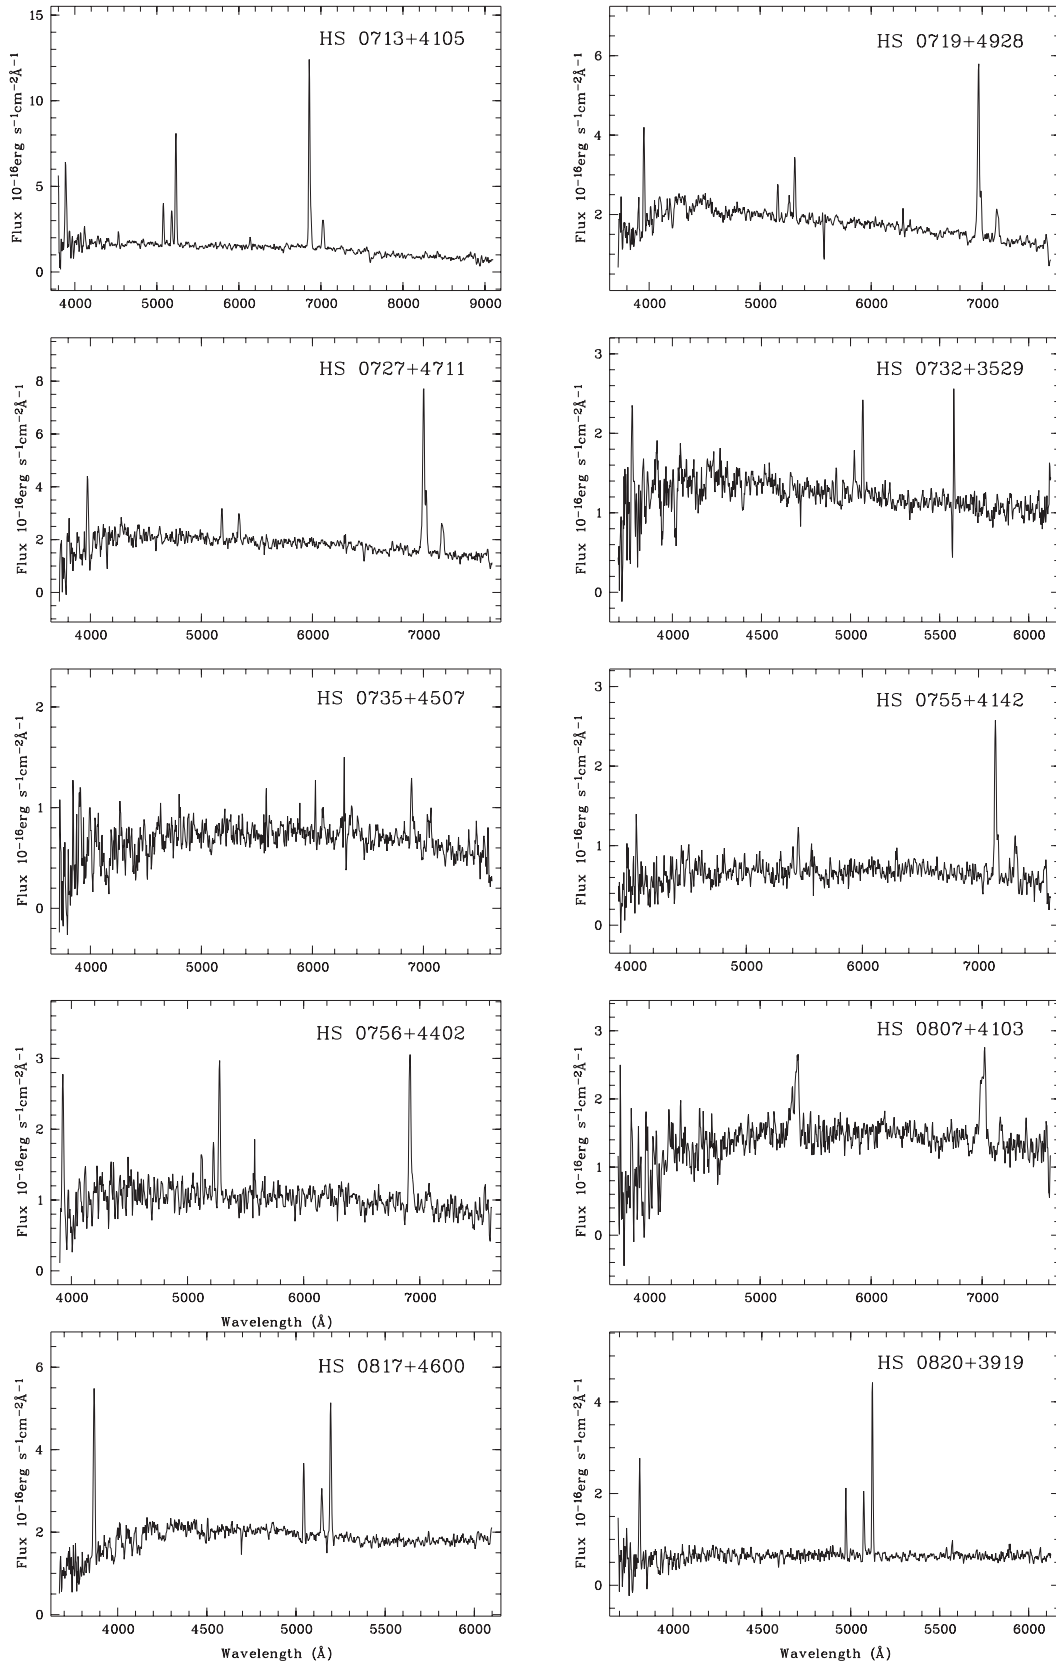 HS 0713+4105
Flux 10⁻¹⁶erg s⁻¹cm⁻²Å⁻¹
15
10
5
0
4000 5000 6000 7000 8000 9000
HS 0719+4928
Flux 10⁻¹⁶erg s⁻¹cm⁻²Å⁻¹
6
4
2
4000 5000 6000 7000
HS 0727+4711
Flux 10⁻¹⁶erg s⁻¹cm⁻²Å⁻¹
8
6
4
2
0
4000 5000 6000 7000
HS 0732+3529
Flux 10⁻¹⁶erg s⁻¹cm⁻²Å⁻¹
3
2
1
0
4000 4500 5000 5500 6000
HS 0735+4507
Flux 10⁻¹⁶erg s⁻¹cm⁻²Å⁻¹
2
1
0
4000 5000 6000 7000
HS 0755+4142
Flux 10⁻¹⁶erg s⁻¹cm⁻²Å⁻¹
3
2
1
0
4000 5000 6000 7000
HS 0756+4402
Flux 10⁻¹⁶erg s⁻¹cm⁻²Å⁻¹
3
2
1
0
4000 5000 6000 7000
Wavelength (Å)
HS 0807+4103
Flux 10⁻¹⁶erg s⁻¹cm⁻²Å⁻¹
3
2
1
0
4000 5000 6000 7000
HS 0817+4600
Flux 10⁻¹⁶erg s⁻¹cm⁻²Å⁻¹
6
4
2
0
4000 4500 5000 5500 6000
Wavelength (Å)
HS 0820+3919
Flux 10⁻¹⁶erg s⁻¹cm⁻²Å⁻¹
4
2
0
4000 4500 5000 5500 6000
Wavelength (Å)